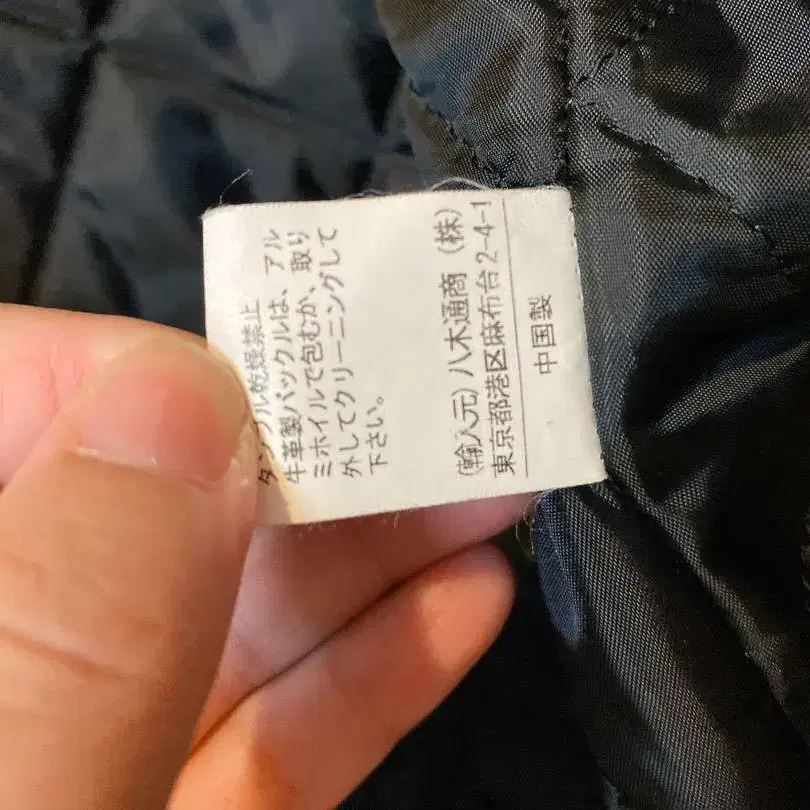 タンブル乾燥禁止
牛革製バックルは、アル
ミホイルで包むか、取り
外してクリーニングして
下さい。
(輸入元) 八木通商 (株)
東京都港区麻布台2-4-1
中国製